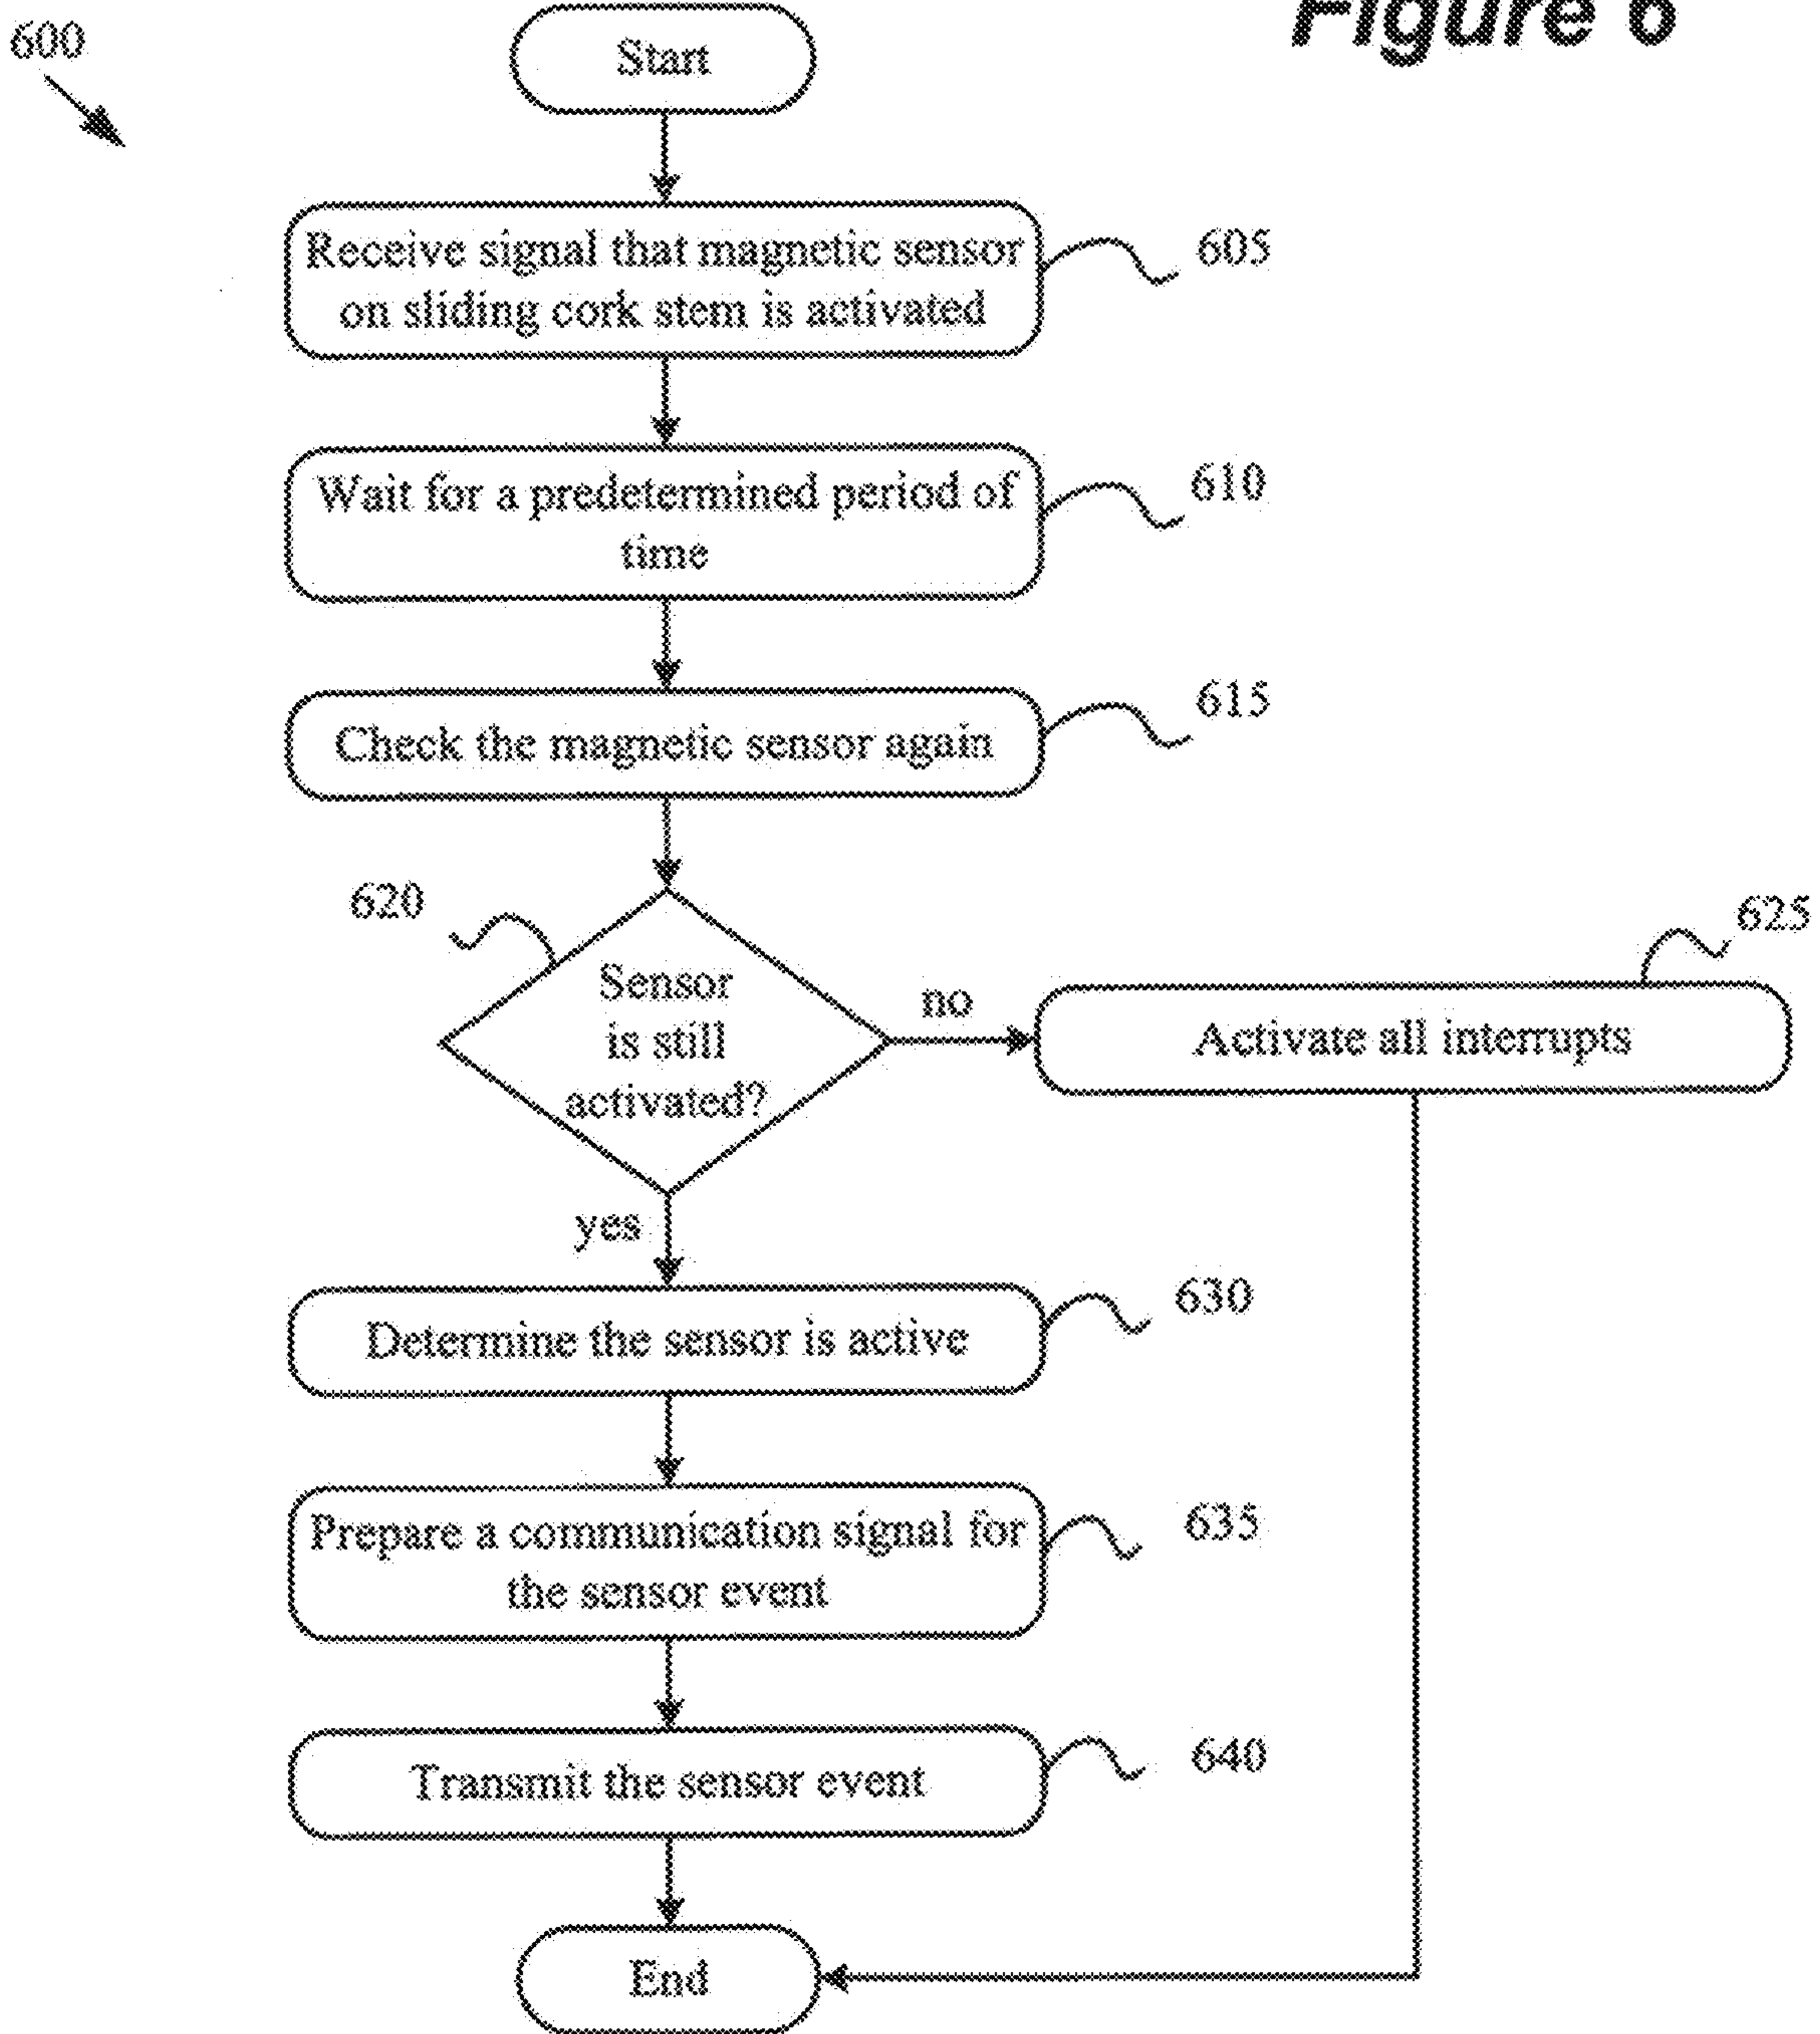 Figure 6
600
Start
Receive signal that magnetic sensor
on sliding cork stem is activated
605
Wait for a predetermined period of
time
610
Check the magnetic sensor again
615
620
Sensor
is still
activated?
no
625
Activate all interrupts
yes
Determine the sensor is active
630
Prepare a communication signal for
the sensor event
635
Transmit the sensor event
640
End